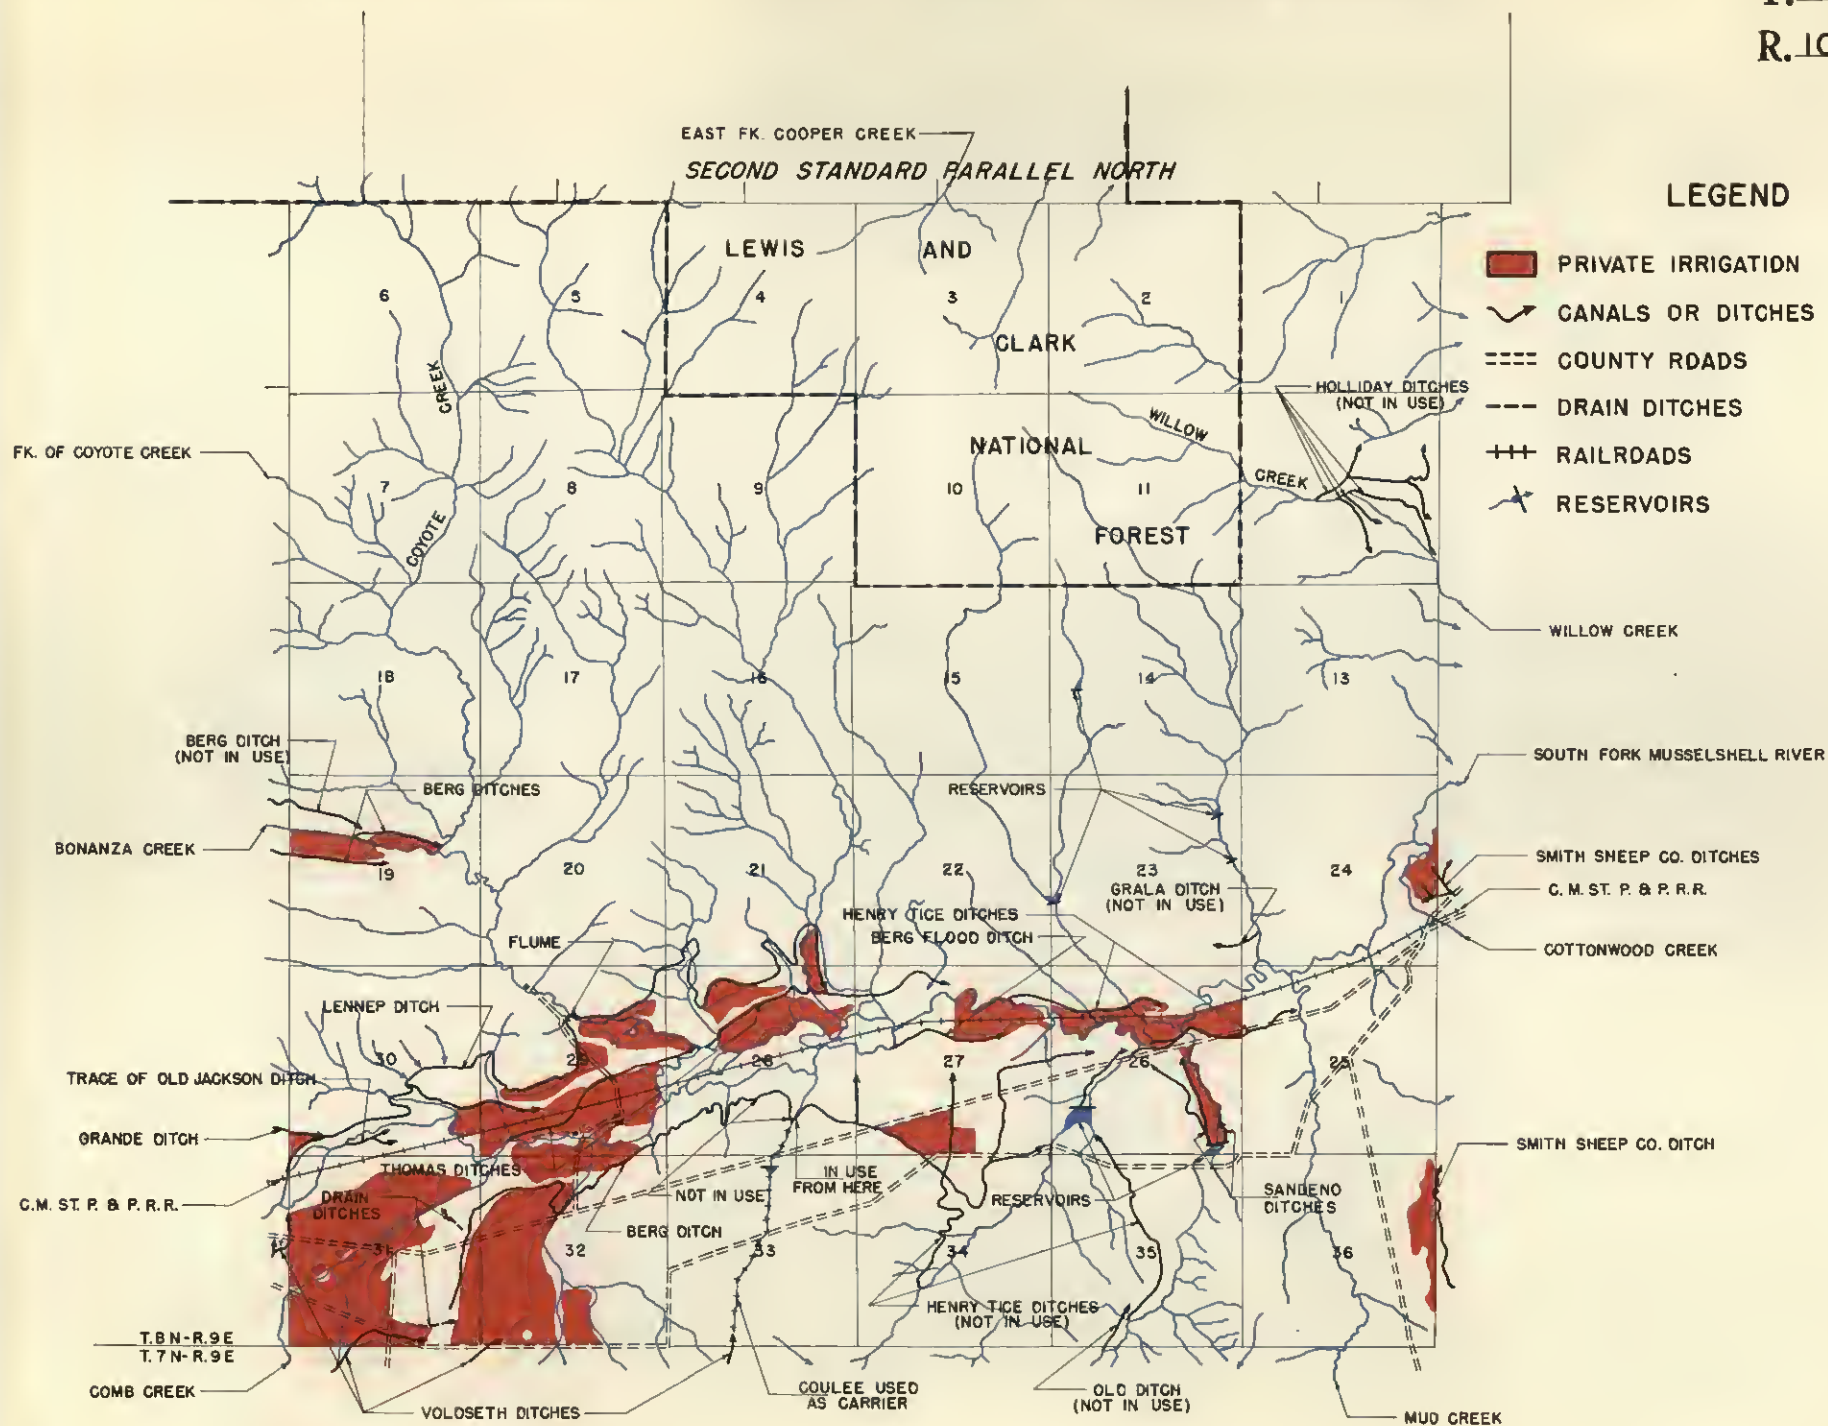 R. 10
EAST FK. COOPER CREEK
SECOND STANDARD PARALLEL NORTH
LEGEND
PRIVATE IRRIGATION
CANALS OR DITCHES
COUNTY ROADS
DRAIN DITCHES
RAILROADS
RESERVOIRS
LEWIS AND
6 5 4 3 2 1
CLARK
CREEK
HOLLIDAY DITCHES
(NOT IN USE)
WILLOW
NATIONAL
FK. OF COYOTE CREEK
CREEK
7 8 9 10 11
COYOTE
FOREST
WILLOW CREEK
18 17 16 15 14 13
BERG DITCH
(NOT IN USE)
SOUTH FORK MUSSELSHELL RIVER
BERG DITCHES
RESERVOIRS
BONANZA CREEK
SMITH SHEEP CO. DITCHES
19 20 21 22 23 24
GRALA DITCH
(NOT IN USE)
C. M. ST. P. & P. R. R.
HENRY TICE DITCHES
BERG FLOOD DITCH
FLUME
COTTONWOOD CREEK
LENNEP DITCH
30 29 28 27 26 25
TRACE OF OLD JACKSON DITCH
GRANDE DITCH
SMITH SHEEP CO. DITCH
THOMAS DITCHES
IN USE
FROM HERE
NOT IN USE
RESERVOIRS
SANDENO
DITCHES
C.M. ST. P. & P. R.R.
DRAIN
DITCHES
BERG DITCH
31 32 33 34 35 36
HENRY TICE DITCHES
(NOT IN USE)
T.8 N-R.9 E
T.7 N-R.9 E
COMB CREEK
VOLDSETH DITCHES
COULEE USED
AS CARRIER
OLD DITCH
(NOT IN USE)
MUD CREEK